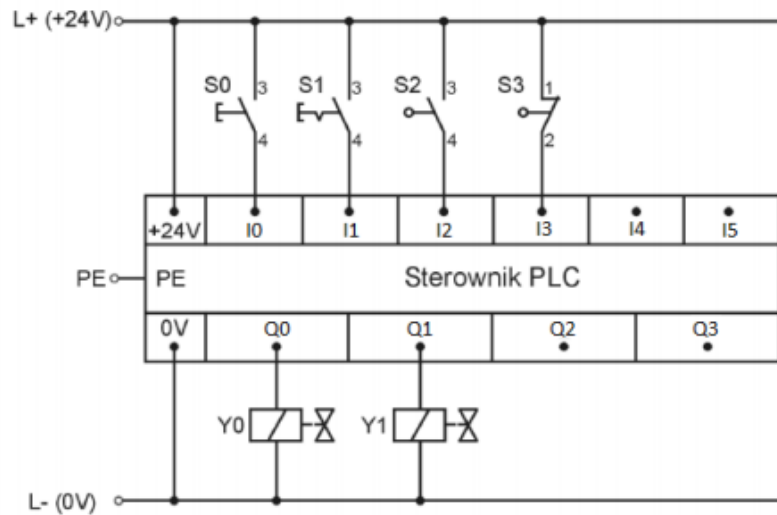 L+ (+24V)
S0 3 S1 3 S2 3 S3 1
4 4 4 2
+24V I0 I1 I2 I3 I4 I5
PE PE Sterownik PLC
0V Q0 Q1 Q2 Q3
Y0 Y1
L- (0V)